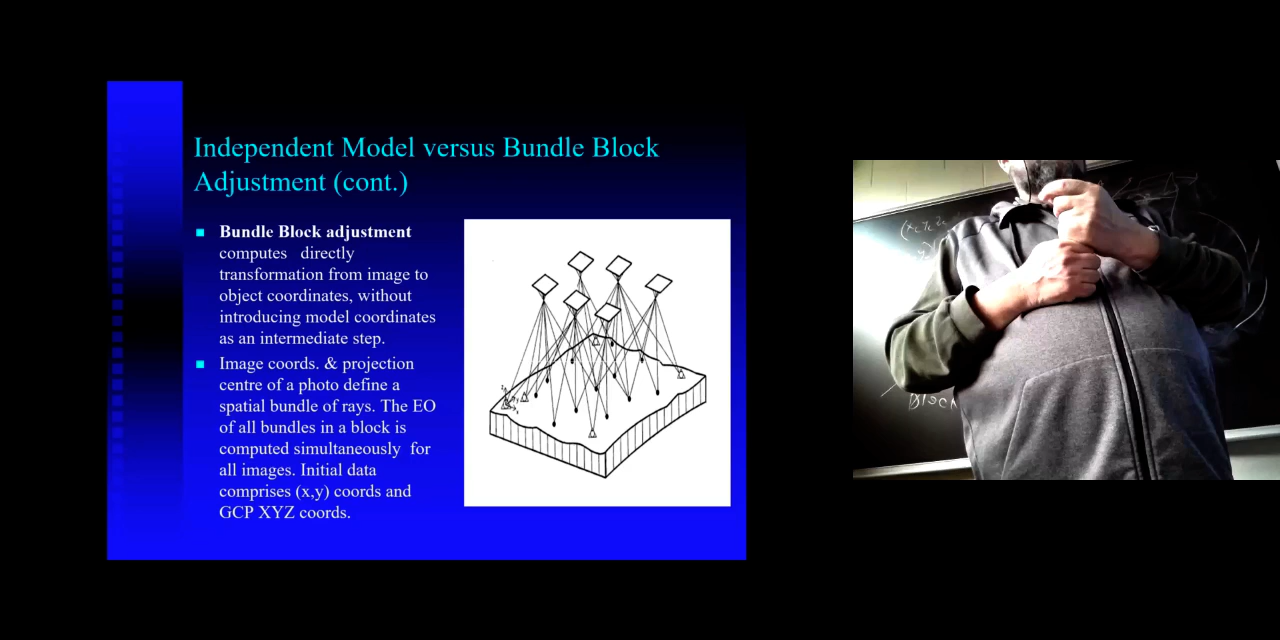 Independent Model versus Bundle Block
Adjustment (cont.)
Bundle Block adjustment
computes directly
transformation from image to
object coordinates, without
introducing model coordinates
as an intermediate step.
Image coords. & projection
centre of a photo define a
spatial bundle of rays. The EO
of all bundles in a block is
computed simultaneously for
all images. Initial data
comprises (x,y) coords and
GCP XYZ coords.
Block